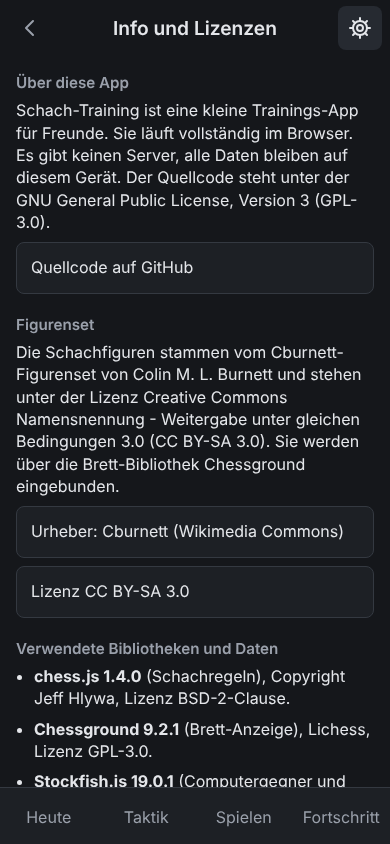 Info und Lizenzen
Über diese App
Schach-Training ist eine kleine Trainings-App
für Freunde. Sie läuft vollständig im Browser.
Es gibt keinen Server, alle Daten bleiben auf
diesem Gerät. Der Quellcode steht unter der
GNU General Public License, Version 3 (GPL-
3.0).
Quellcode auf GitHub
Figurenset
Die Schachfiguren stammen vom Cburnett-
Figurenset von Colin M. L. Burnett und stehen
unter der Lizenz Creative Commons
Namensnennung - Weitergabe unter gleichen
Bedingungen 3.0 (CC BY-SA 3.0). Sie werden
über die Brett-Bibliothek Chessground
eingebunden.
Urheber: Cburnett (Wikimedia Commons)
Lizenz CC BY-SA 3.0
Verwendete Bibliotheken und Daten
• chess.js 1.4.0 (Schachregeln), Copyright
Jeff Hlywa, Lizenz BSD-2-Clause.
• Chessground 9.2.1 (Brett-Anzeige), Lichess,
Lizenz GPL-3.0.
• Stockfish.js 19.0.1 (Computergegner und
Heute Taktik Spielen Fortschritt